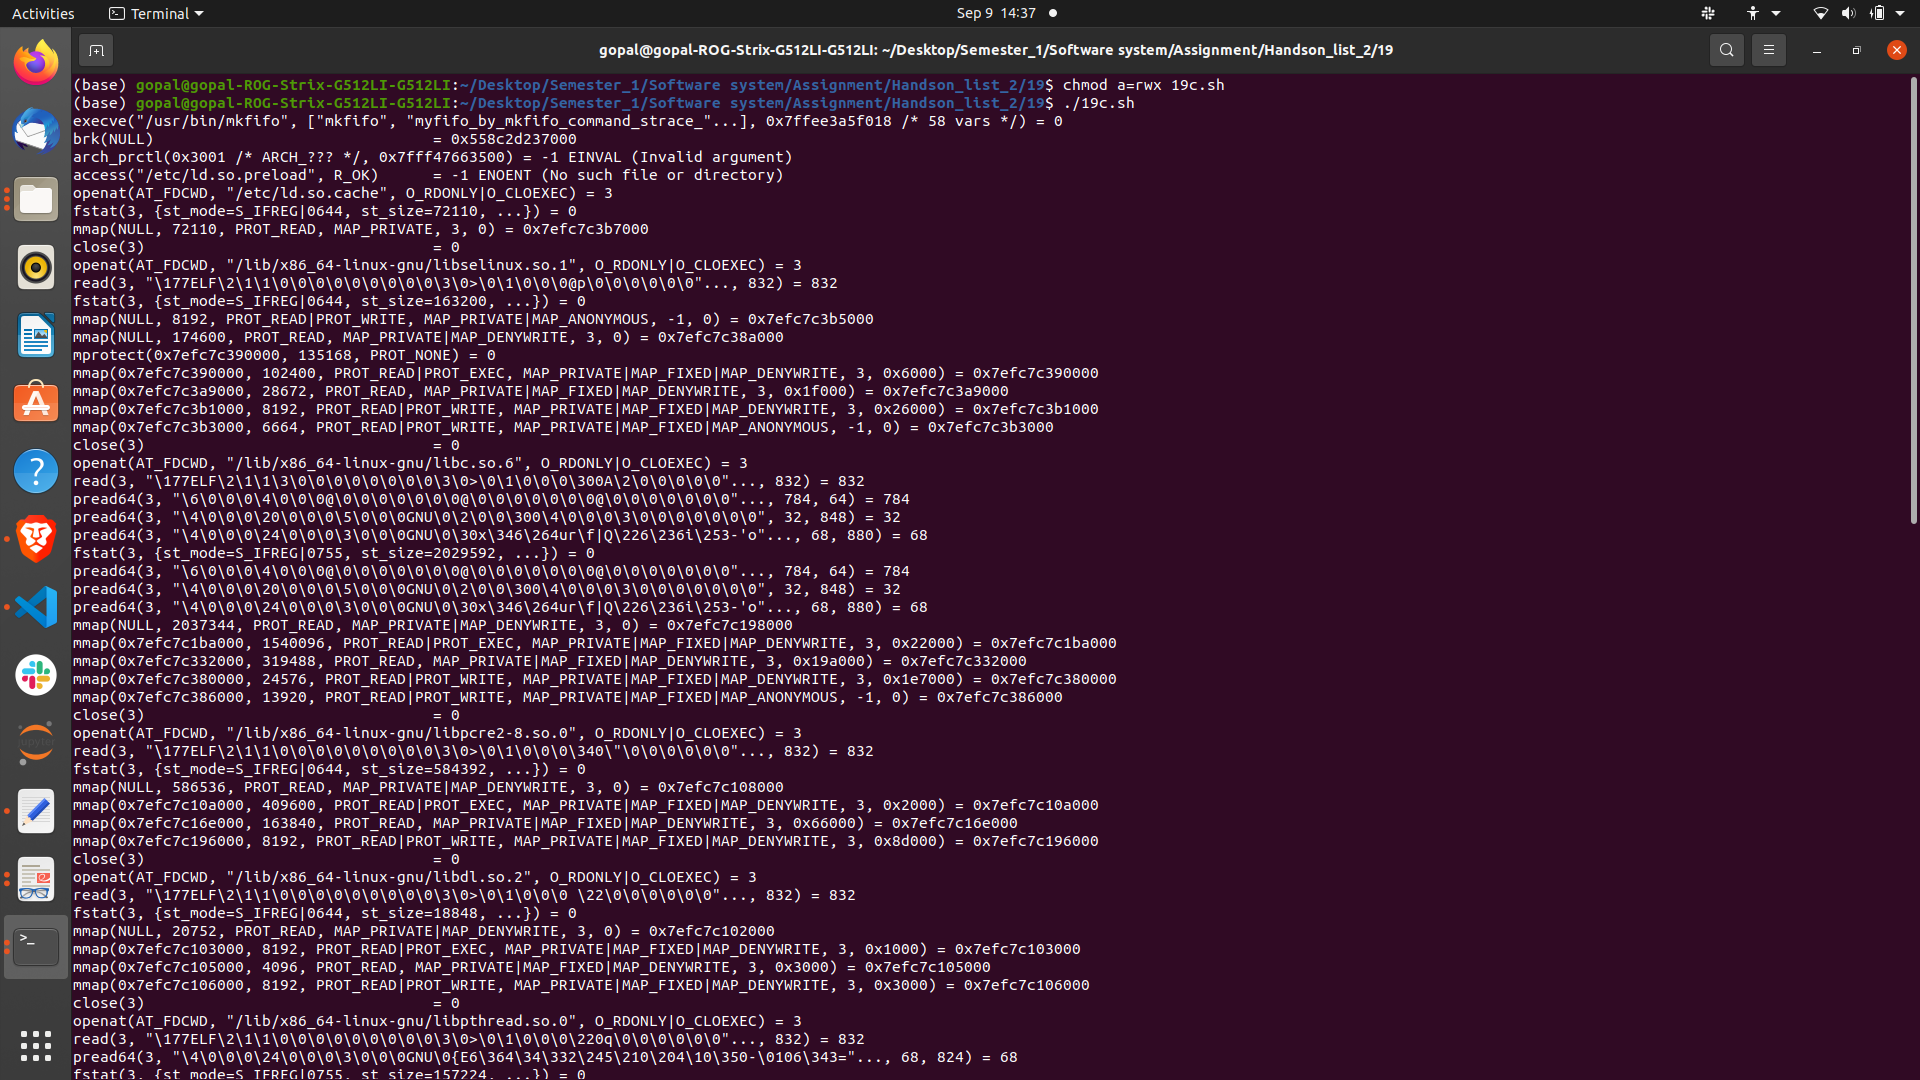 Activities
Terminal
Sep 9 14:37
gopal@gopal-ROG-Strix-G512LI-G512LI: ~/Desktop/Semester_1/Software system/Assignment/Handson_list_2/19
(base) gopal@gopal-ROG-Strix-G512LI-G512LI:~/Desktop/Semester_1/Software system/Assignment/Handson_list_2/19$ chmod a=rwx 19c.sh
(base) gopal@gopal-ROG-Strix-G512LI-G512LI:~/Desktop/Semester_1/Software system/Assignment/Handson_list_2/19$ ./19c.sh
execve("/usr/bin/mkfifo", ["mkfifo", "myfifo_by_mkfifo_command_strace_"...], 0x7ffee3a5f018 /* 58 vars */) = 0
brk(NULL)                               = 0x558c2d237000
arch_prctl(0x3001 /* ARCH_??? */, 0x7fff47663500) = -1 EINVAL (Invalid argument)
access("/etc/ld.so.preload", R_OK)      = -1 ENOENT (No such file or directory)
openat(AT_FDCWD, "/etc/ld.so.cache", O_RDONLY|O_CLOEXEC) = 3
fstat(3, {st_mode=S_IFREG|0644, st_size=72110, ...}) = 0
mmap(NULL, 72110, PROT_READ, MAP_PRIVATE, 3, 0) = 0x7efc7c3b7000
close(3)                                = 0
openat(AT_FDCWD, "/lib/x86_64-linux-gnu/libselinux.so.1", O_RDONLY|O_CLOEXEC) = 3
read(3, "\177ELF\2\1\1\0\0\0\0\0\0\0\0\0\3\0>\0\1\0\0\0@p\0\0\0\0\0\0"..., 832) = 832
fstat(3, {st_mode=S_IFREG|0644, st_size=163200, ...}) = 0
mmap(NULL, 8192, PROT_READ|PROT_WRITE, MAP_PRIVATE|MAP_ANONYMOUS, -1, 0) = 0x7efc7c3b5000
mmap(NULL, 174600, PROT_READ, MAP_PRIVATE|MAP_DENYWRITE, 3, 0) = 0x7efc7c38a000
mprotect(0x7efc7c390000, 135168, PROT_NONE) = 0
mmap(0x7efc7c390000, 102400, PROT_READ|PROT_EXEC, MAP_PRIVATE|MAP_FIXED|MAP_DENYWRITE, 3, 0x6000) = 0x7efc7c390000
mmap(0x7efc7c3a9000, 28672, PROT_READ, MAP_PRIVATE|MAP_FIXED|MAP_DENYWRITE, 3, 0x1f000) = 0x7efc7c3a9000
mmap(0x7efc7c3b1000, 8192, PROT_READ|PROT_WRITE, MAP_PRIVATE|MAP_FIXED|MAP_DENYWRITE, 3, 0x26000) = 0x7efc7c3b1000
mmap(0x7efc7c3b3000, 6664, PROT_READ|PROT_WRITE, MAP_PRIVATE|MAP_FIXED|MAP_ANONYMOUS, -1, 0) = 0x7efc7c3b3000
close(3)                                = 0
openat(AT_FDCWD, "/lib/x86_64-linux-gnu/libc.so.6", O_RDONLY|O_CLOEXEC) = 3
read(3, "\177ELF\2\1\1\3\0\0\0\0\0\0\0\0\3\0>\0\1\0\0\0\300A\2\0\0\0\0\0"..., 832) = 832
pread64(3, "\6\0\0\0\4\0\0\0@\0\0\0\0\0\0\0@\0\0\0\0\0\0\0@\0\0\0\0\0\0\0"..., 784, 64) = 784
pread64(3, "\4\0\0\0\20\0\0\0\5\0\0\0GNU\0\2\0\0\300\4\0\0\0\3\0\0\0\0\0\0\0", 32, 848) = 32
pread64(3, "\4\0\0\0\24\0\0\0\3\0\0\0GNU\0\30x\346\264ur\f|Q\226\236i\253-'o"..., 68, 880) = 68
fstat(3, {st_mode=S_IFREG|0755, st_size=2029592, ...}) = 0
pread64(3, "\6\0\0\0\4\0\0\0@\0\0\0\0\0\0\0@\0\0\0\0\0\0\0@\0\0\0\0\0\0\0"..., 784, 64) = 784
pread64(3, "\4\0\0\0\20\0\0\0\5\0\0\0GNU\0\2\0\0\300\4\0\0\0\3\0\0\0\0\0\0\0", 32, 848) = 32
pread64(3, "\4\0\0\0\24\0\0\0\3\0\0\0GNU\0\30x\346\264ur\f|Q\226\236i\253-'o"..., 68, 880) = 68
mmap(NULL, 2037344, PROT_READ, MAP_PRIVATE|MAP_DENYWRITE, 3, 0) = 0x7efc7c198000
mmap(0x7efc7c1ba000, 1540096, PROT_READ|PROT_EXEC, MAP_PRIVATE|MAP_FIXED|MAP_DENYWRITE, 3, 0x22000) = 0x7efc7c1ba000
mmap(0x7efc7c332000, 319488, PROT_READ, MAP_PRIVATE|MAP_FIXED|MAP_DENYWRITE, 3, 0x19a000) = 0x7efc7c332000
mmap(0x7efc7c380000, 24576, PROT_READ|PROT_WRITE, MAP_PRIVATE|MAP_FIXED|MAP_DENYWRITE, 3, 0x1e7000) = 0x7efc7c380000
mmap(0x7efc7c386000, 13920, PROT_READ|PROT_WRITE, MAP_PRIVATE|MAP_FIXED|MAP_ANONYMOUS, -1, 0) = 0x7efc7c386000
close(3)                                = 0
openat(AT_FDCWD, "/lib/x86_64-linux-gnu/libpcre2-8.so.0", O_RDONLY|O_CLOEXEC) = 3
read(3, "\177ELF\2\1\1\0\0\0\0\0\0\0\0\0\3\0>\0\1\0\0\0\340\"\0\0\0\0\0\0"..., 832) = 832
fstat(3, {st_mode=S_IFREG|0644, st_size=584392, ...}) = 0
mmap(NULL, 586536, PROT_READ, MAP_PRIVATE|MAP_DENYWRITE, 3, 0) = 0x7efc7c108000
mmap(0x7efc7c10a000, 409600, PROT_READ|PROT_EXEC, MAP_PRIVATE|MAP_FIXED|MAP_DENYWRITE, 3, 0x2000) = 0x7efc7c10a000
mmap(0x7efc7c16e000, 163840, PROT_READ, MAP_PRIVATE|MAP_FIXED|MAP_DENYWRITE, 3, 0x66000) = 0x7efc7c16e000
mmap(0x7efc7c196000, 8192, PROT_READ|PROT_WRITE, MAP_PRIVATE|MAP_FIXED|MAP_DENYWRITE, 3, 0x8d000) = 0x7efc7c196000
close(3)                                = 0
openat(AT_FDCWD, "/lib/x86_64-linux-gnu/libdl.so.2", O_RDONLY|O_CLOEXEC) = 3
read(3, "\177ELF\2\1\1\0\0\0\0\0\0\0\0\0\3\0>\0\1\0\0\0 \22\0\0\0\0\0\0"..., 832) = 832
fstat(3, {st_mode=S_IFREG|0644, st_size=18848, ...}) = 0
mmap(NULL, 20752, PROT_READ, MAP_PRIVATE|MAP_DENYWRITE, 3, 0) = 0x7efc7c102000
mmap(0x7efc7c103000, 8192, PROT_READ|PROT_EXEC, MAP_PRIVATE|MAP_FIXED|MAP_DENYWRITE, 3, 0x1000) = 0x7efc7c103000
mmap(0x7efc7c105000, 4096, PROT_READ, MAP_PRIVATE|MAP_FIXED|MAP_DENYWRITE, 3, 0x3000) = 0x7efc7c105000
mmap(0x7efc7c106000, 8192, PROT_READ|PROT_WRITE, MAP_PRIVATE|MAP_FIXED|MAP_DENYWRITE, 3, 0x3000) = 0x7efc7c106000
close(3)                                = 0
openat(AT_FDCWD, "/lib/x86_64-linux-gnu/libpthread.so.0", O_RDONLY|O_CLOEXEC) = 3
read(3, "\177ELF\2\1\1\0\0\0\0\0\0\0\0\0\3\0>\0\1\0\0\0\220q\0\0\0\0\0\0"..., 832) = 832
pread64(3, "\4\0\0\0\24\0\0\0\3\0\0\0GNU\0{E6\364\34\332\245\210\204\10\350-\0106\343="..., 68, 824) = 68
fstat(3, {st_mode=S_IFREG|0755, st_size=157224, ...}) = 0